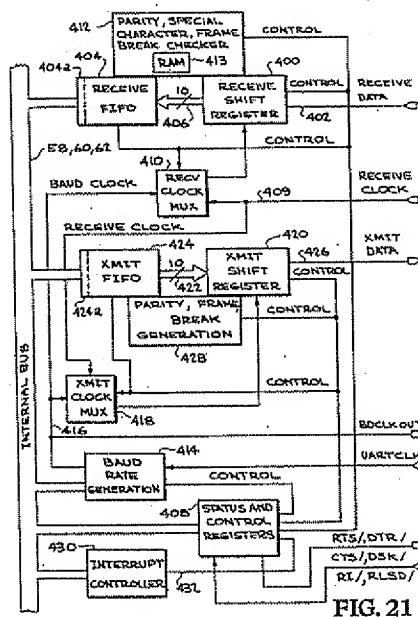 412
PARITY, SPECIAL
CHARACTER, FRAME
BREAK CHECKER
RAM
413
CONTROL
404
404a
RECEIVE
FIFO
10
406
400
RECEIVE
SHIFT
REGISTER
CONTROL
402
RECEIVE
DATA
58,60,62
410
CONTROL
BAUD CLOCK
RECV
CLOCK
MUX
409
RECEIVE
CLOCK
RECEIVE CLOCK
424
420
XMIT
FIFO
424a
10
422
XMIT
SHIFT
REGISTER
426
XMIT
DATA
CONTROL
PARITY, FRAME,
BREAK
GENERATION
428
CONTROL
XMIT
CLOCK
MUX
418
CONTROL
416
BDCLKOUT
414
UARTCLK
BAUD RATE
GENERATION
CONTROL
408
STATUS AND
CONTROL
REGISTERS
RTS/,DTR/
CTS/,DSR/
RI/,RLSD/
430
INTERRUPT
CONTROLLER
432
INTERNAL BUS
FIG. 21